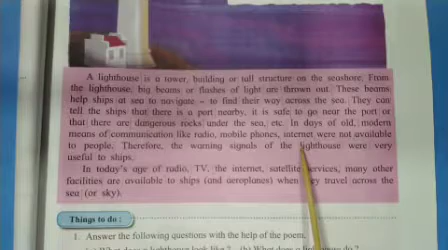 A lighthouse is a tower, building or tall structure on the seashore. From
the lighthouse, big beams or flashes of light are thrown out. These beams
help ships at sea to navigate – to find their way across the sea. They can
tell the ships that there is a port nearby, it is safe to go near the port or
that there are dangerous rocks under the sea, etc. In days of old, modern
means of communication like radio, mobile phones, internet were not available
to people. Therefore, the warning signals of the lighthouse were very
useful to ships.
In today's age of radio, TV, the internet, satellite services, many other
facilities are available to ships (and aeroplanes) when they travel across the
sea (or sky).
Things to do :
1. Answer the following questions with the help of the poem.